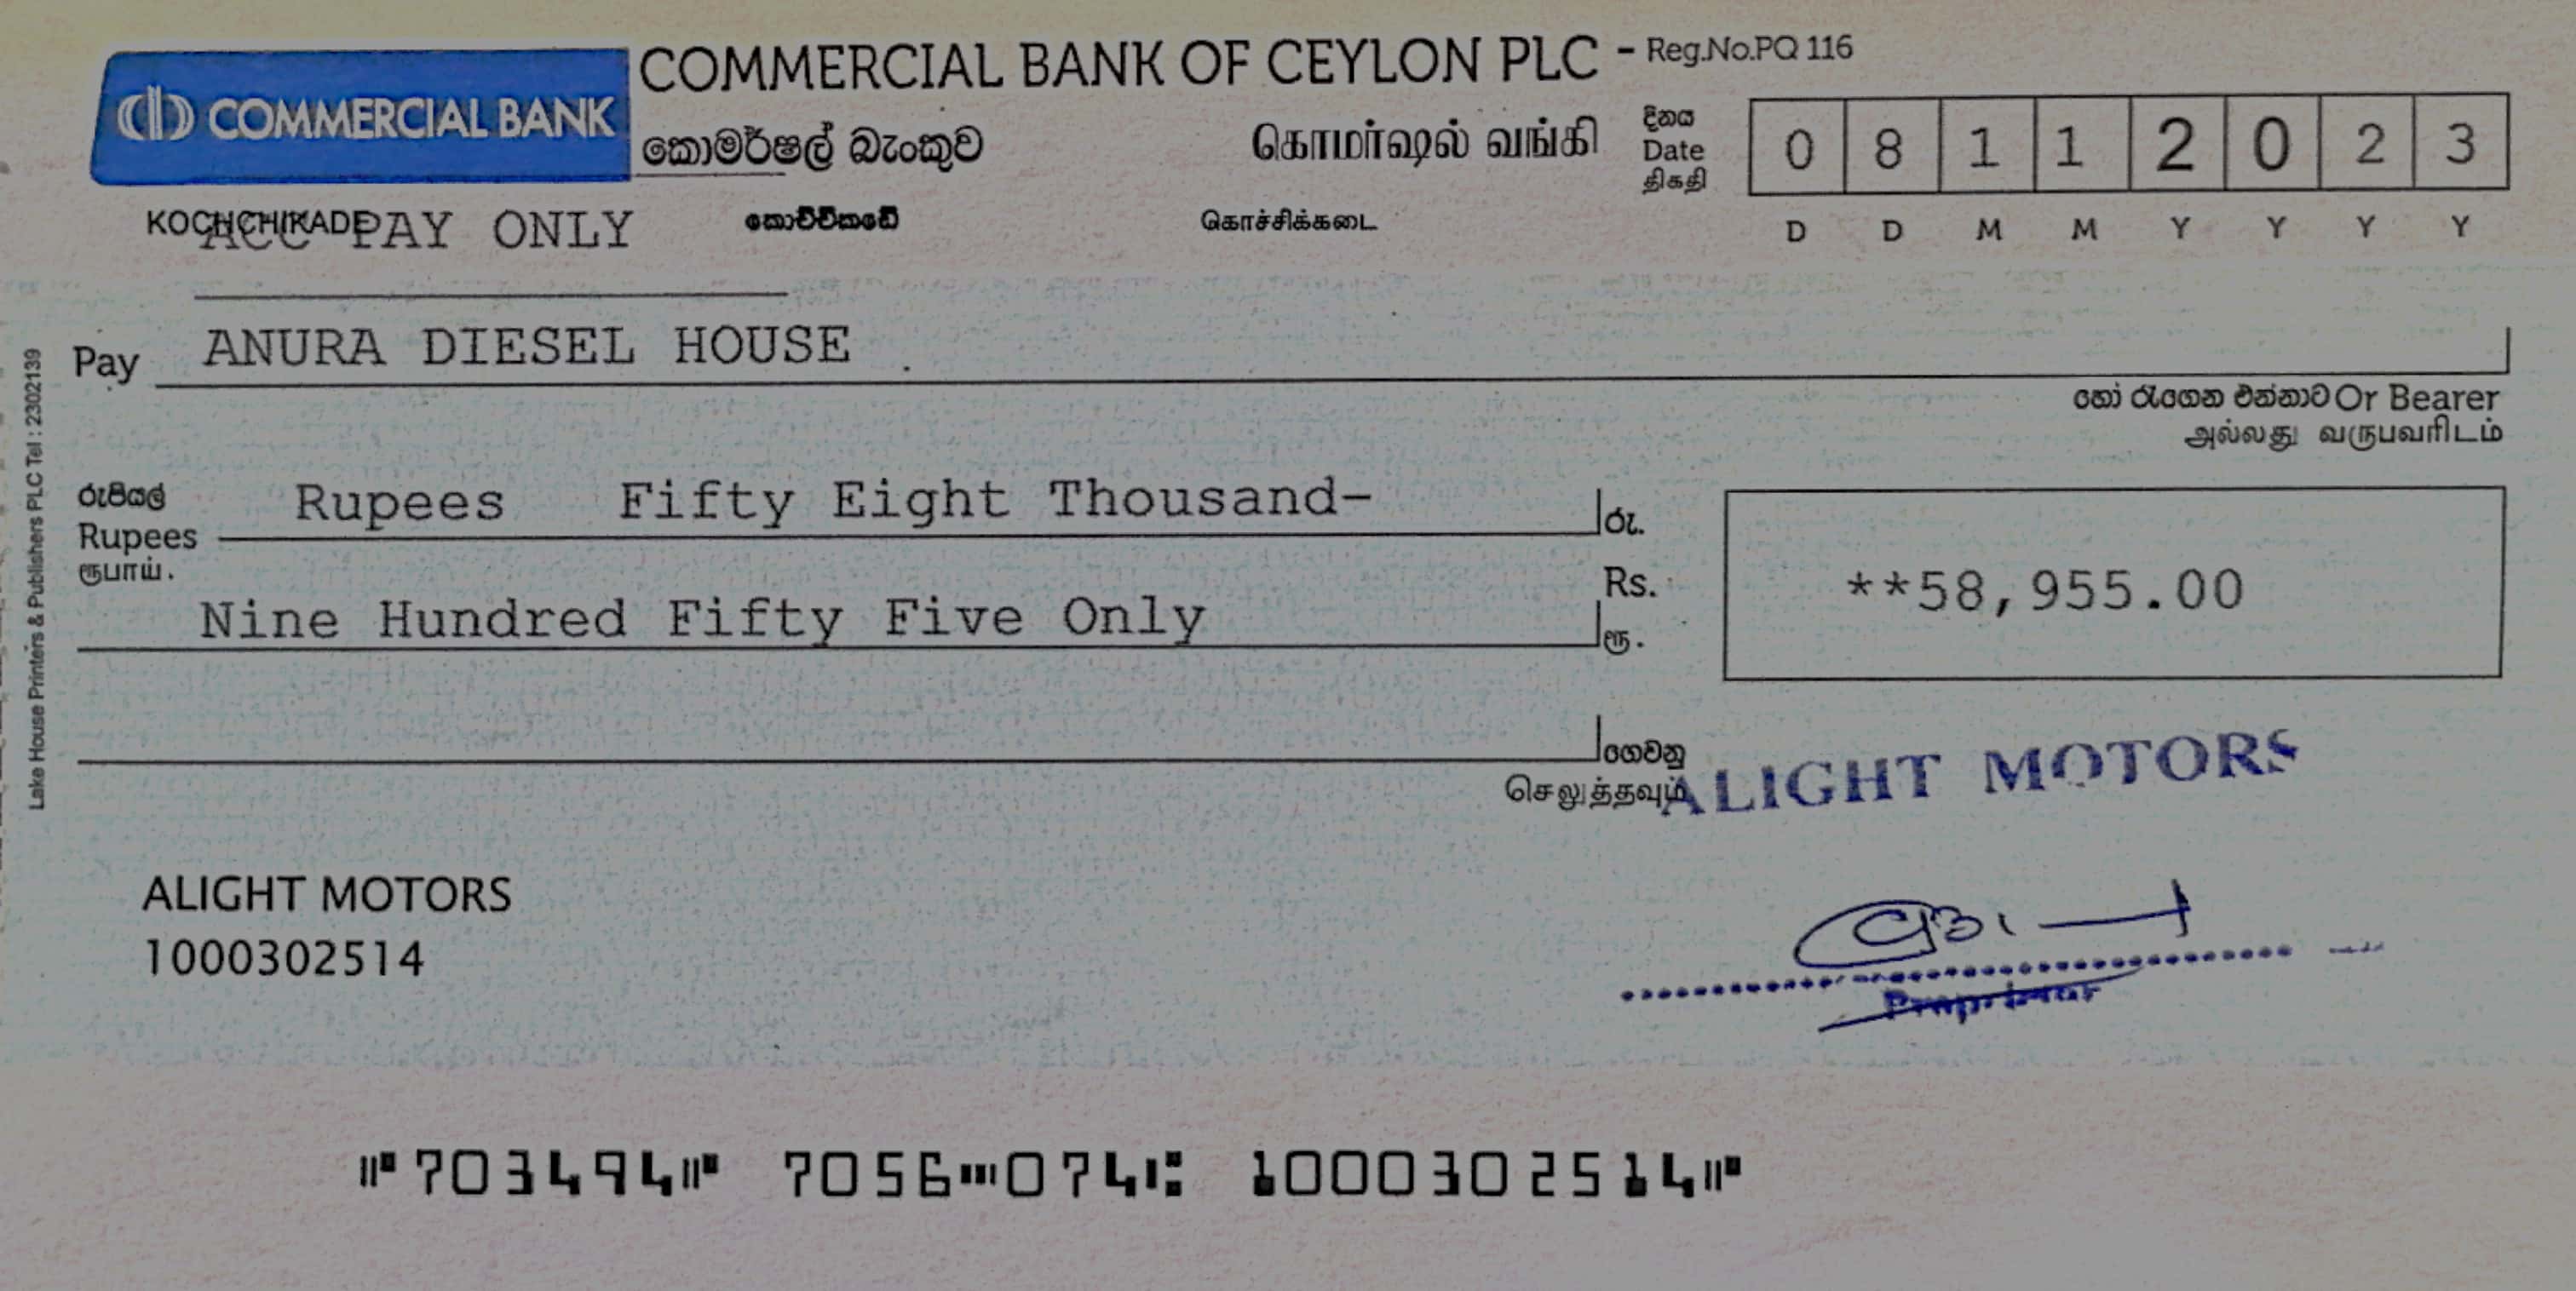 COMMERCIAL BANK
COMMERCIAL BANK OF CEYLON PLC - Reg.No.PQ 116
කොමර්ෂල් බැංකුව கொமர்ஷல் வங்கி
දිනය
Date
திகதி
0 8 1 1 2 0 2 3
D D M M Y Y Y Y
KOCHCHIKADE කොච්චිකඩේ கொச்சிக்கடை
ACC PAY ONLY
Pay ANURA DIESEL HOUSE
හෝ රැගෙන එන්නාට Or Bearer
அல்லது வருபவரிடம்
රුපියල්
Rupees
ரூபாய்.
Rupees Fifty Eight Thousand-
Nine Hundred Fifty Five Only
රු.
Rs.
ரூ.
**58,955.00
ගෙවනු
செலுத்தவும்
ALIGHT MOTORS
Proprietor
ALIGHT MOTORS
1000302514
⑈703494⑈ 7056⑉074⑆ 1000302514⑈
Lake House Printers & Publishers PLC Tel : 2302139